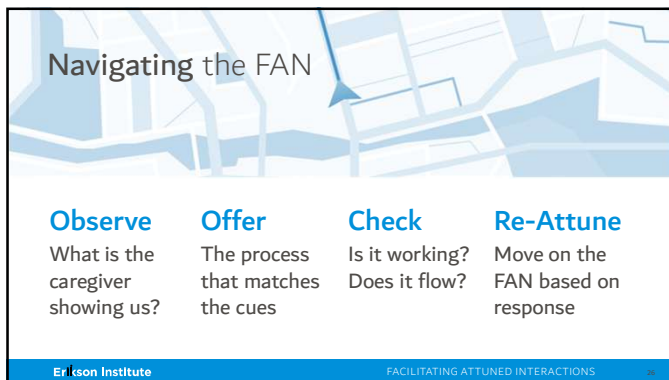 Navigating the FAN
Observe
What is the
caregiver
showing us?
Offer
The process
that matches
the cues
Check
Is it working?
Does it flow?
Re-Attune
Move on the
FAN based on
response
Erikson Institute
FACILITATING ATTUNED INTERACTIONS